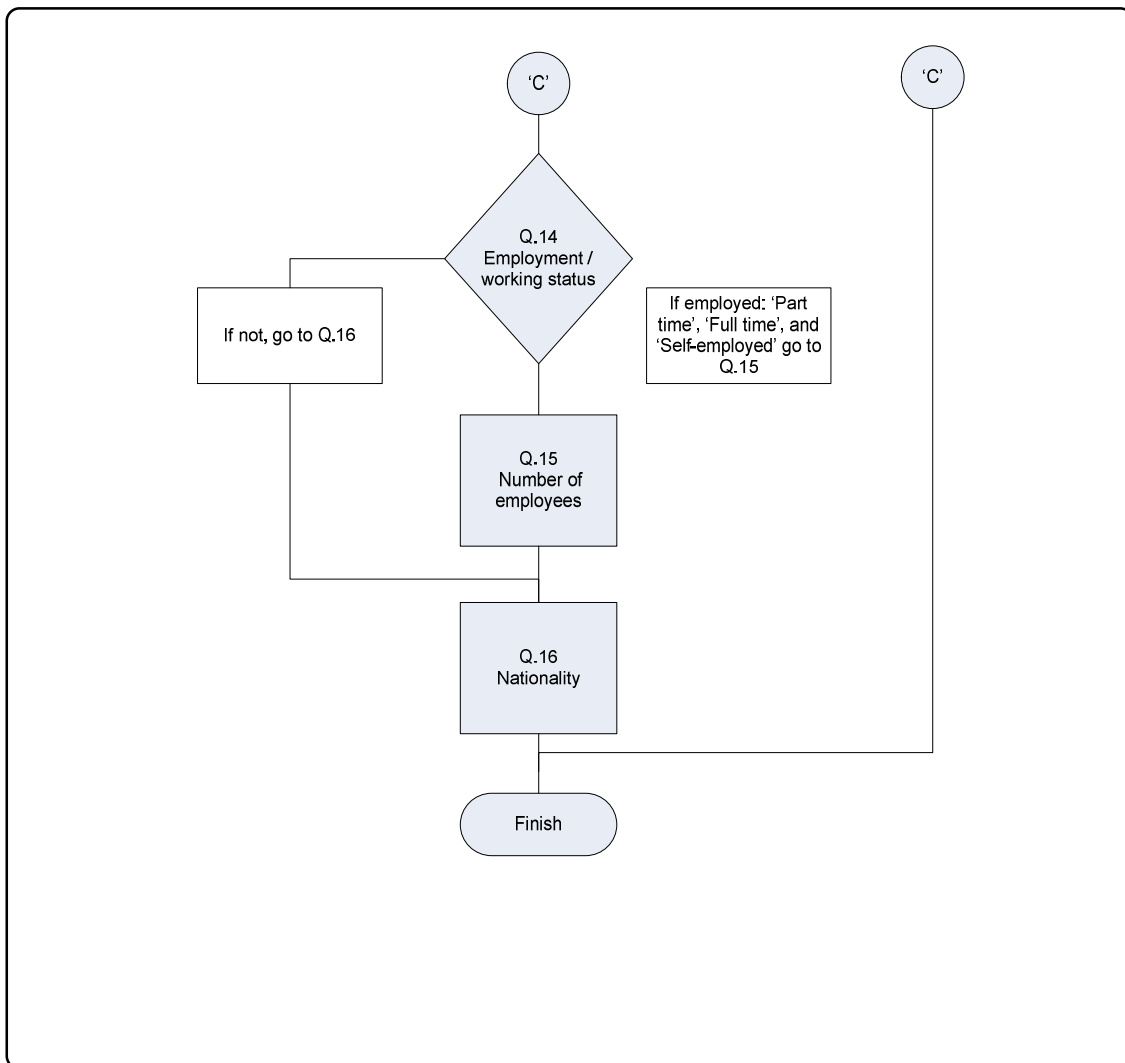 ‘C’
‘C’
Q.14
Employment /
working status
If not, go to Q.16
If employed: ‘Part
time’, ‘Full time’, and
‘Self-employed’ go to
Q.15
Q.15
Number of
employees
Q.16
Nationality
Finish